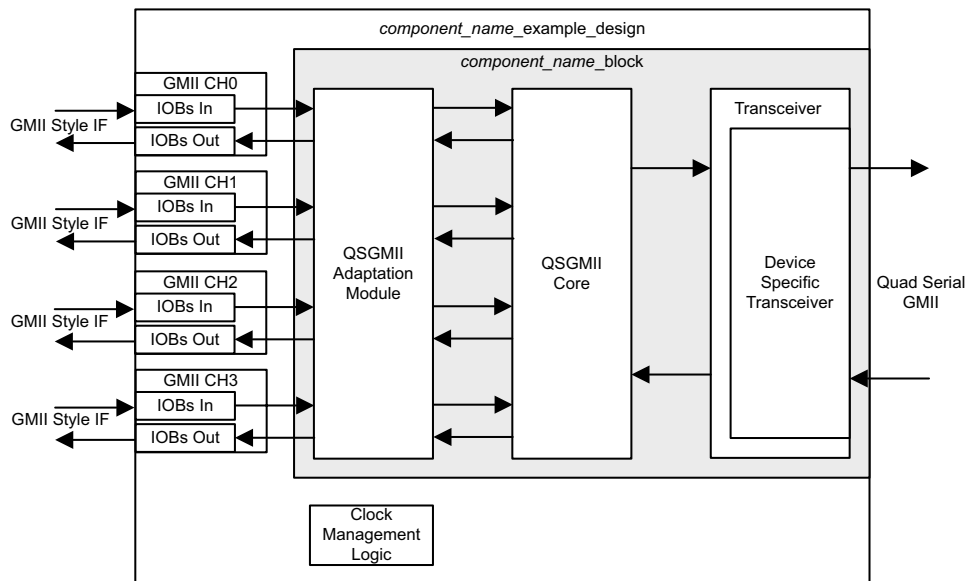 component_name_example_design
component_name_block
GMII CH0
IOBs In
IOBs Out
GMII Style IF
GMII CH1
IOBs In
IOBs Out
GMII Style IF
GMII CH2
IOBs In
IOBs Out
GMII Style IF
GMII CH3
IOBs In
IOBs Out
GMII Style IF
QSGMII
Adaptation
Module
QSGMII
Core
Transceiver
Device
Specific
Transceiver
Quad Serial
GMII
Clock
Management
Logic